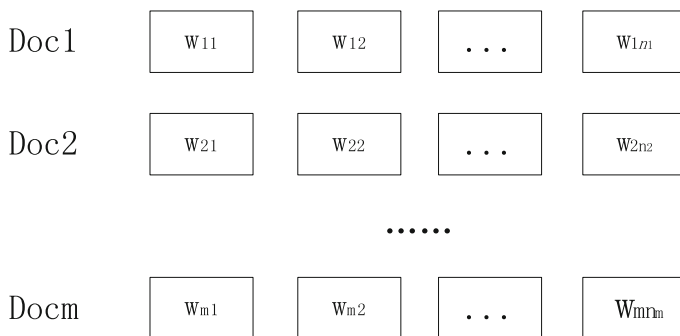 Doc1 W11 W12 ... W1n1
Doc2 W21 W22 ... W2n2
......
Docm Wm1 Wm2 ... Wmnm